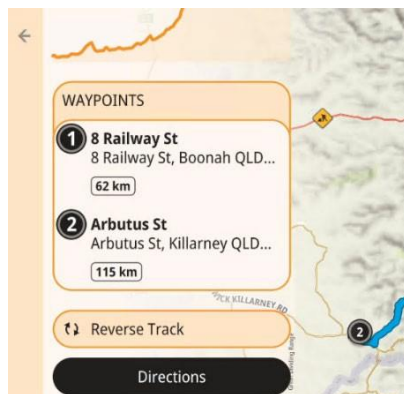 WAYPOINTS
1
8 Railway St
8 Railway St, Boonah QLD...
62 km
2
Arbutus St
Arbutus St, Killarney QLD...
115 km
KILLARNEY RD
2
Reverse Track
Directions